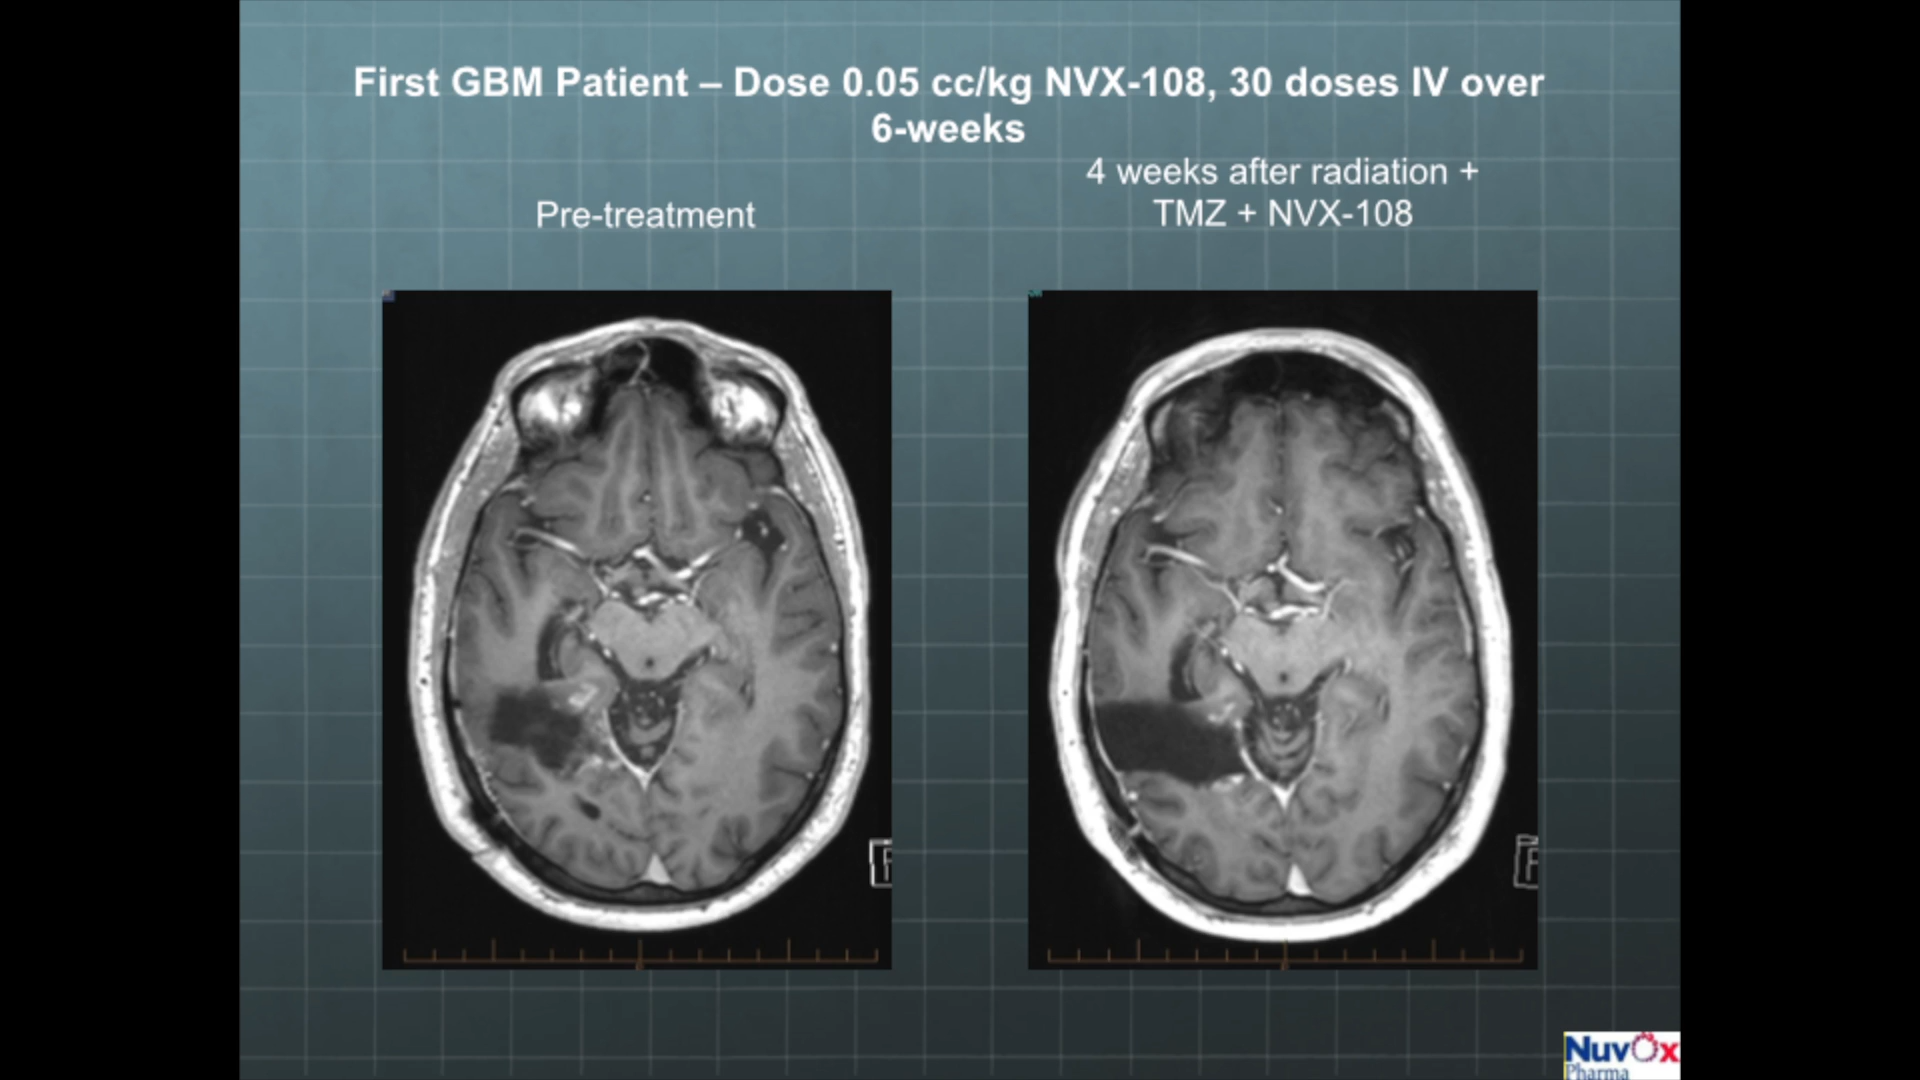 First GBM Patient – Dose 0.05 cc/kg NVX-108, 30 doses IV over
6-weeks
Pre-treatment
4 weeks after radiation +
TMZ + NVX-108
NuvOx
Pharma